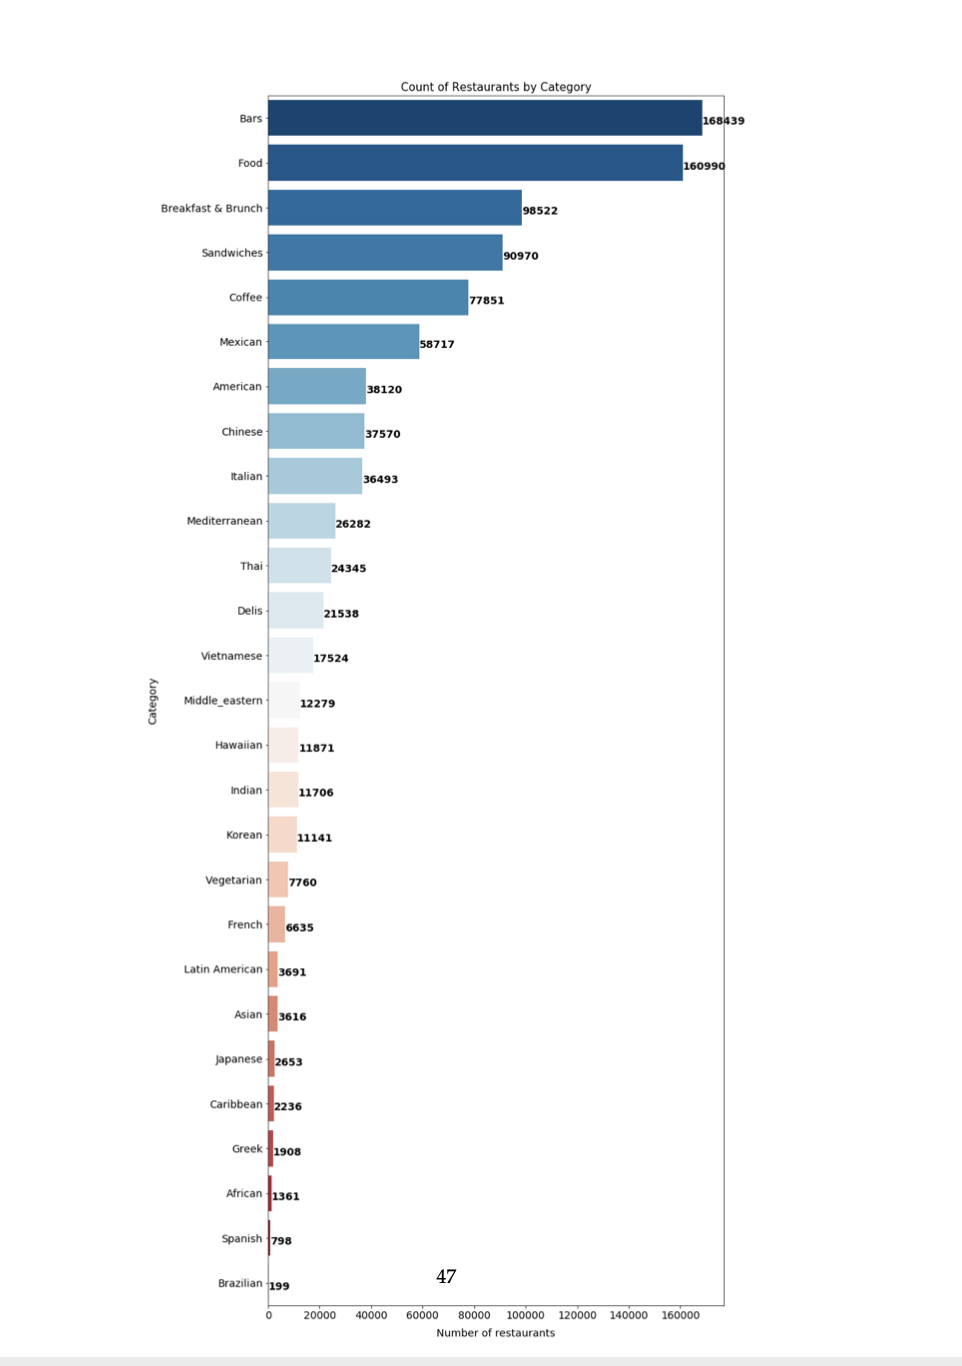 Count of Restaurants by Category
Bars 168439
Food 160990
Breakfast & Brunch 98522
Sandwiches 90970
Coffee 77851
Mexican 58717
American 38120
Chinese 37570
Italian 36493
Mediterranean 26282
Thai 24345
Delis 21538
Vietnamese 17524
Category
Middle_eastern 12279
Hawaiian 11871
Indian 11706
Korean 11141
Vegetarian 7760
French 6635
Latin American 3691
Asian 3616
Japanese 2653
Caribbean 2236
Greek 1908
African 1361
Spanish 798
Brazilian 199
47
0 20000 40000 60000 80000 100000 120000 140000 160000
Number of restaurants